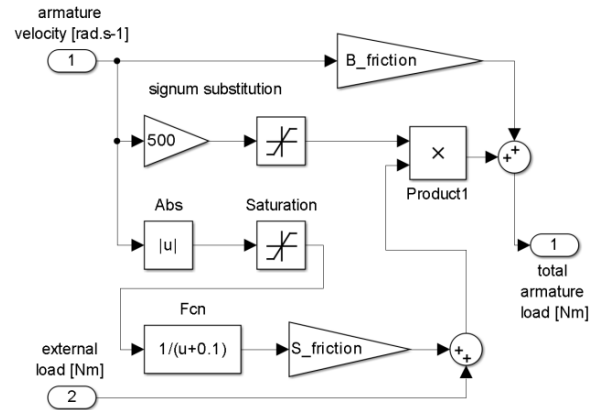 armature
velocity [rad.s-1]
1
B_friction
signum substitution
500
×
++
Product1
Abs
Saturation
|u|
1
total
armature
load [Nm]
Fcn
1/(u+0.1)
S_friction
++
external
load [Nm]
2